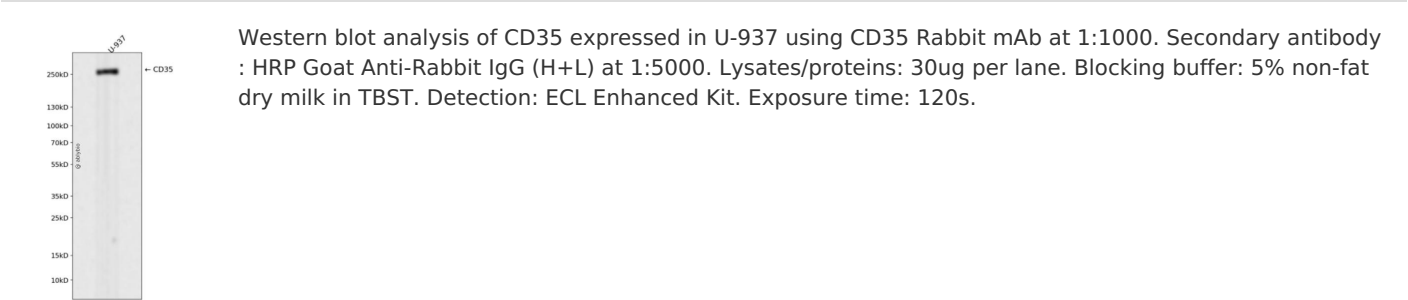 U-937
250kD
← CD35
130kD
100kD
70kD
55kD
@ abybio
35kD
25kD
15kD
10kD
Western blot analysis of CD35 expressed in U-937 using CD35 Rabbit mAb at 1:1000. Secondary antibody
: HRP Goat Anti-Rabbit IgG (H+L) at 1:5000. Lysates/proteins: 30ug per lane. Blocking buffer: 5% non-fat
dry milk in TBST. Detection: ECL Enhanced Kit. Exposure time: 120s.